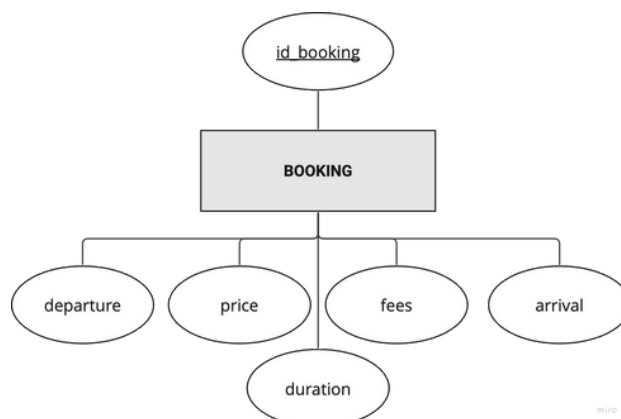 id_booking
BOOKING
departure
price
fees
arrival
duration
miro